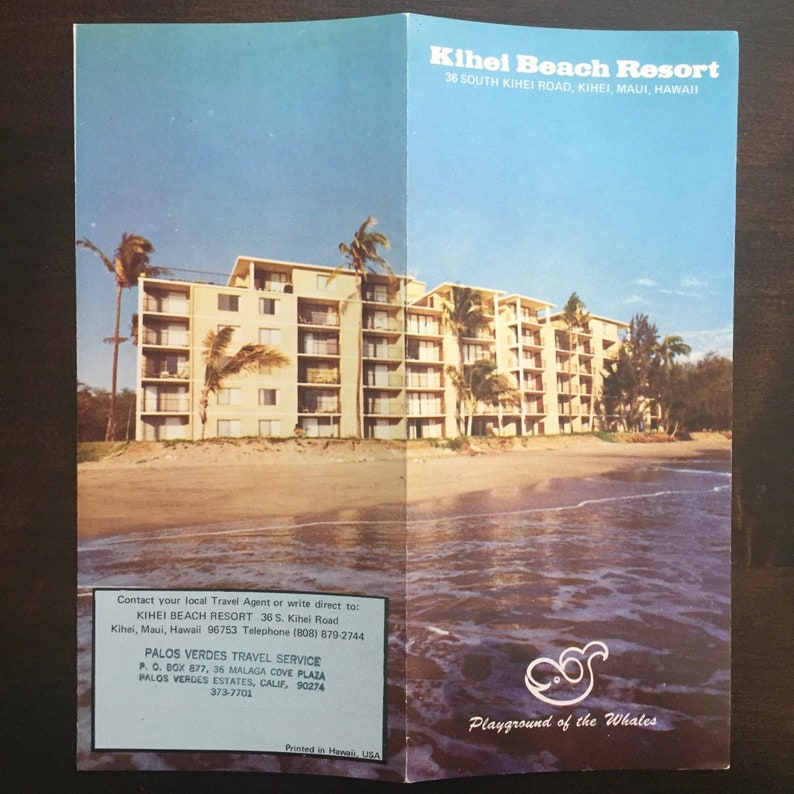 Kihei Beach Resort
36 SOUTH KIHEI ROAD, KIHEI, MAUI, HAWAII
Contact your local Travel Agent or write direct to:
KIHEI BEACH RESORT 36 S. Kihei Road
Kihei, Maui, Hawaii 96753 Telephone (808) 879-2744
PALOS VERDES TRAVEL SERVICE
P. O. BOX 877, 36 MALAGA COVE PLAZA
PALOS VERDES ESTATES, CALIF, 90274
373-7701
Printed in Hawaii, USA
Playground of the Whales